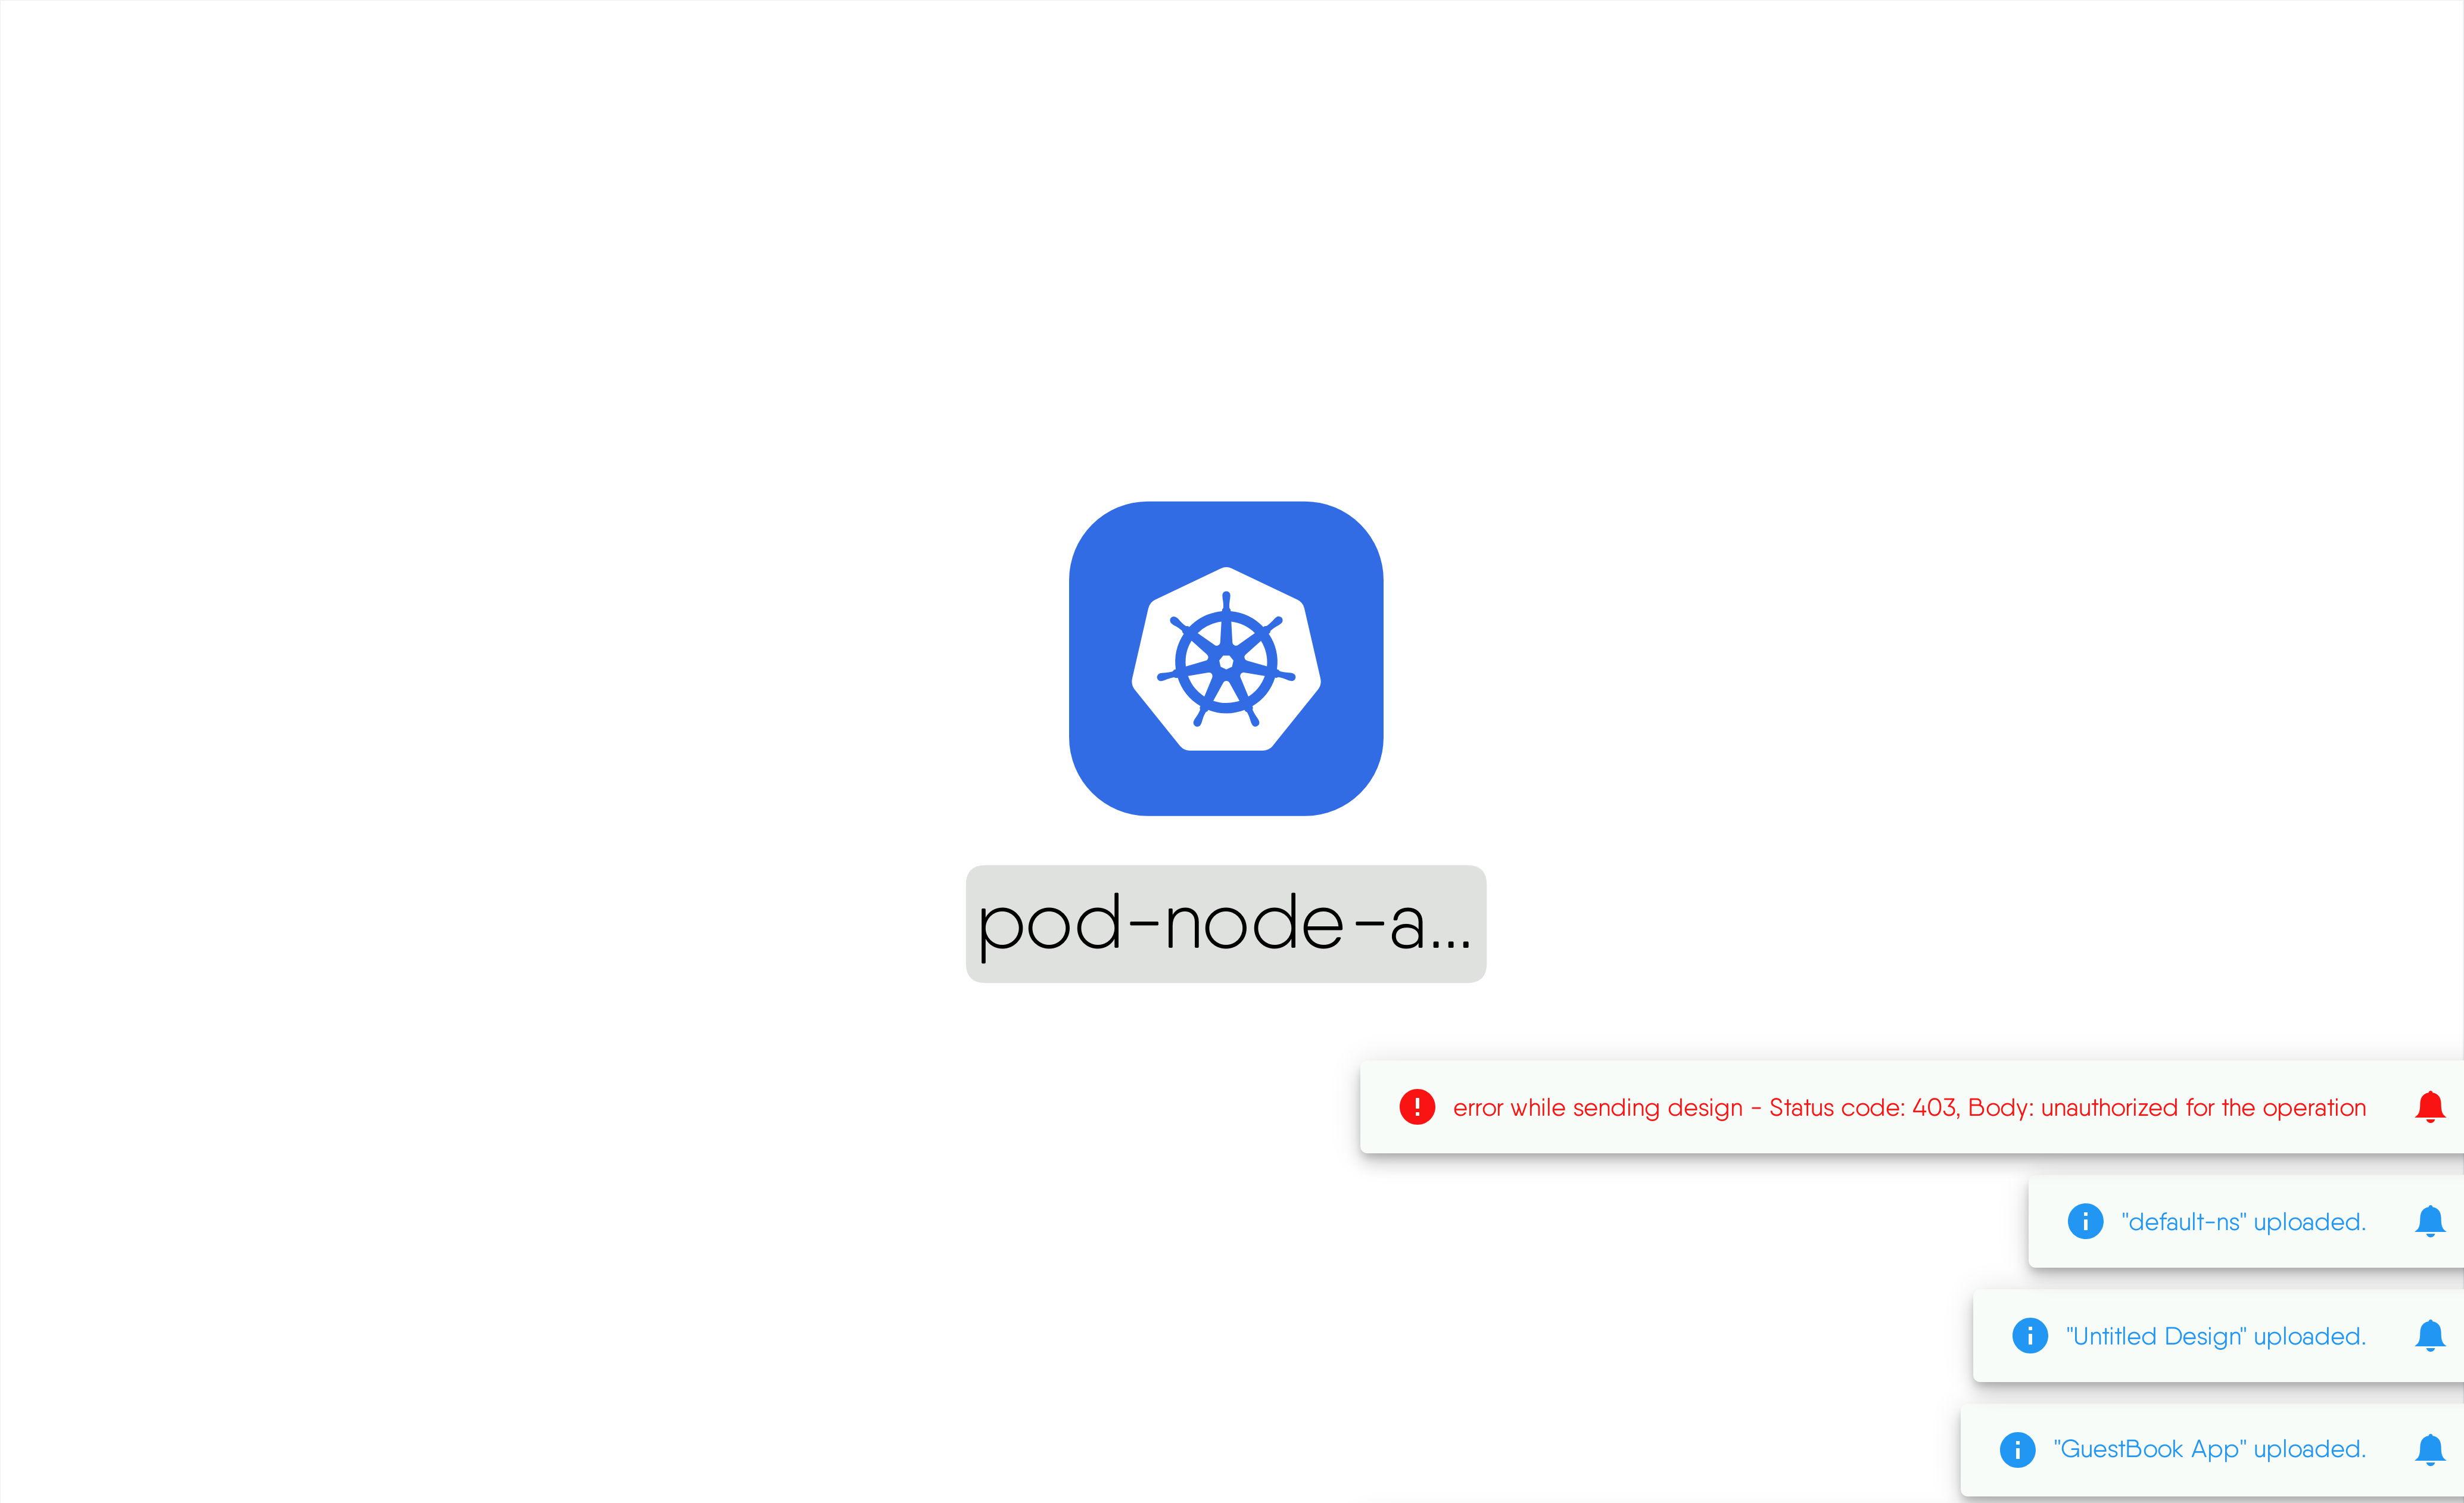 pod-node-a...
error while sending design - Status code: 403, Body: unauthorized for the operation
"default-ns" uploaded.
"Untitled Design" uploaded.
"GuestBook App" uploaded.